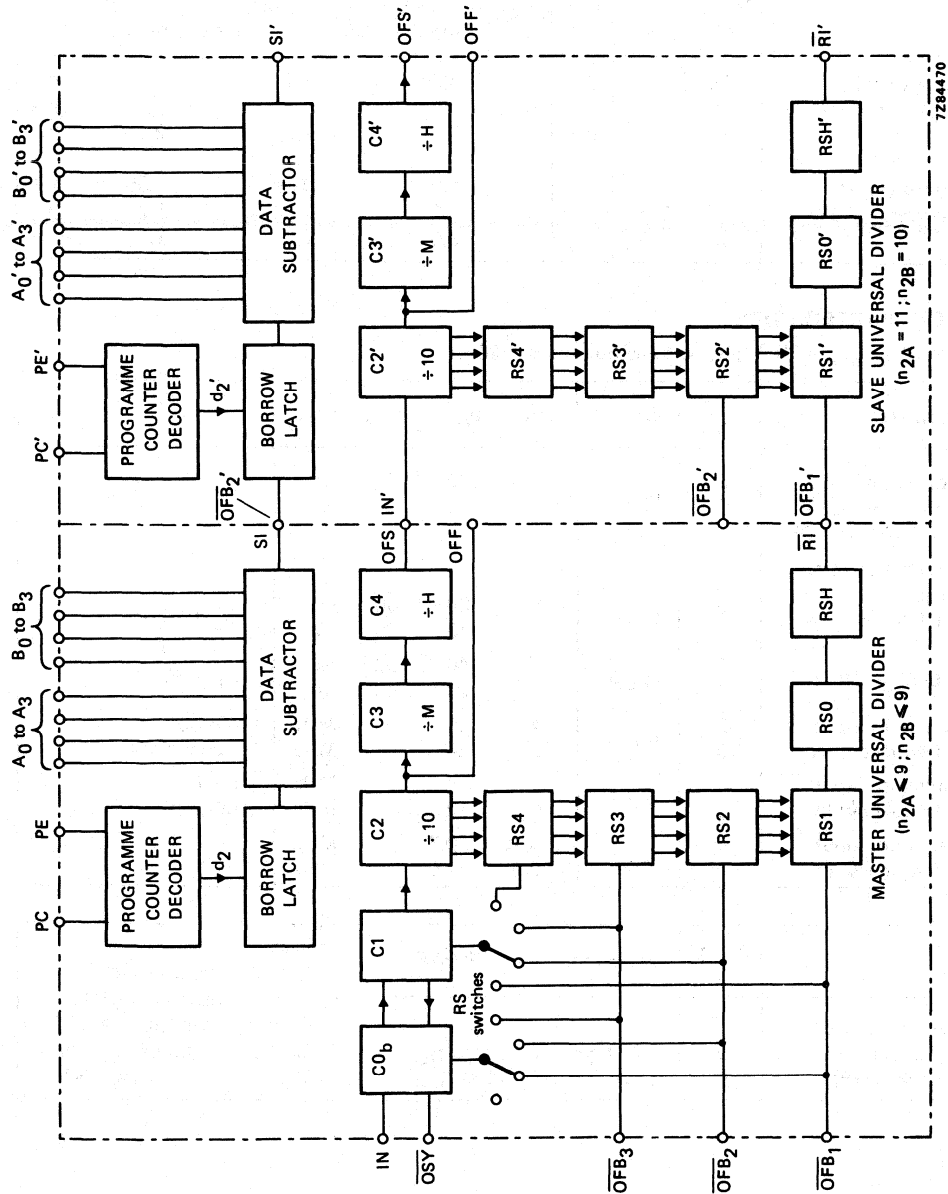 PC
PE
A0 to A3
B0 to B3
PC'
PE'
A0' to A3'
B0' to B3'
PROGRAMME
COUNTER
DECODER
d2
BORROW
LATCH
DATA
SUBTRACTOR
SI
OFB2'
PROGRAMME
COUNTER
DECODER
d2'
BORROW
LATCH
DATA
SUBTRACTOR
SI'
IN
OSY
C0b
C1
C2
÷10
C3
÷M
C4
÷H
OFS
IN'
OFF
C2'
÷10
C3'
÷M
C4'
÷H
OFS'
OFF'
RS
switches
RS4
RS3
RS2
RS1
RS0
RSH
RI
OFB3
OFB2
OFB1
RS4'
RS3'
RS2'
RS1'
RS0'
RSH'
OFB2'
OFB1'
RI'
MASTER UNIVERSAL DIVIDER
(n2A ⩽ 9; n2B ⩽ 9)
SLAVE UNIVERSAL DIVIDER
(n2A = 11; n2B = 10)
7Z84470